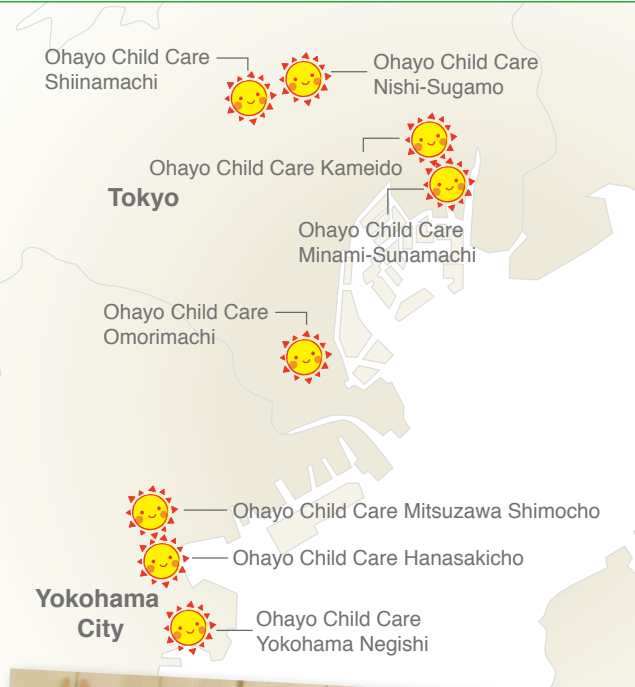 Ohayo Child Care
Shiinamachi
Ohayo Child Care
Nishi-Sugamo
Ohayo Child Care Kameido
Tokyo
Ohayo Child Care
Minami-Sunamachi
Ohayo Child Care
Omorimachi
Ohayo Child Care Mitsuzawa Shimocho
Ohayo Child Care Hanasakicho
Yokohama
City
Ohayo Child Care
Yokohama Negishi